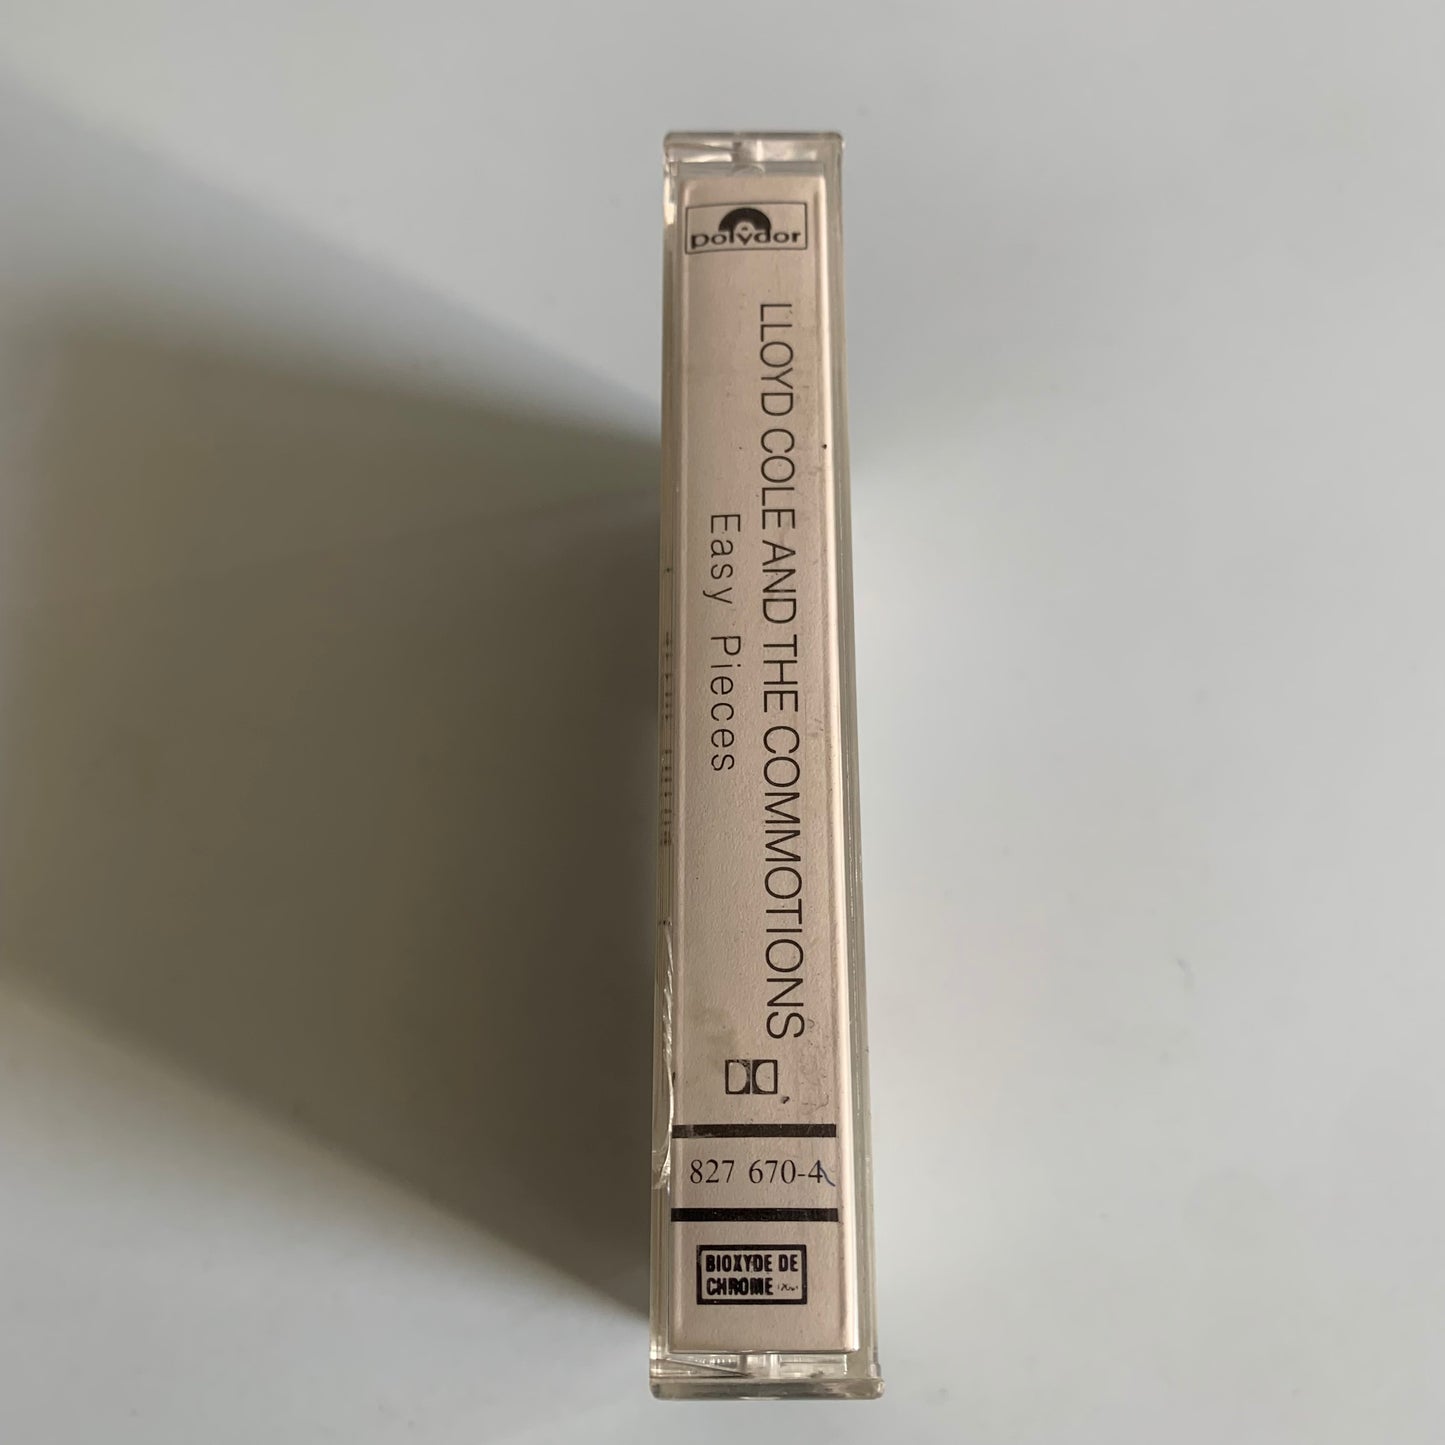 polydor
LLOYD COLE AND THE COMMOTIONS
Easy Pieces
827 670-4
BIOXYDE DE
CHROME